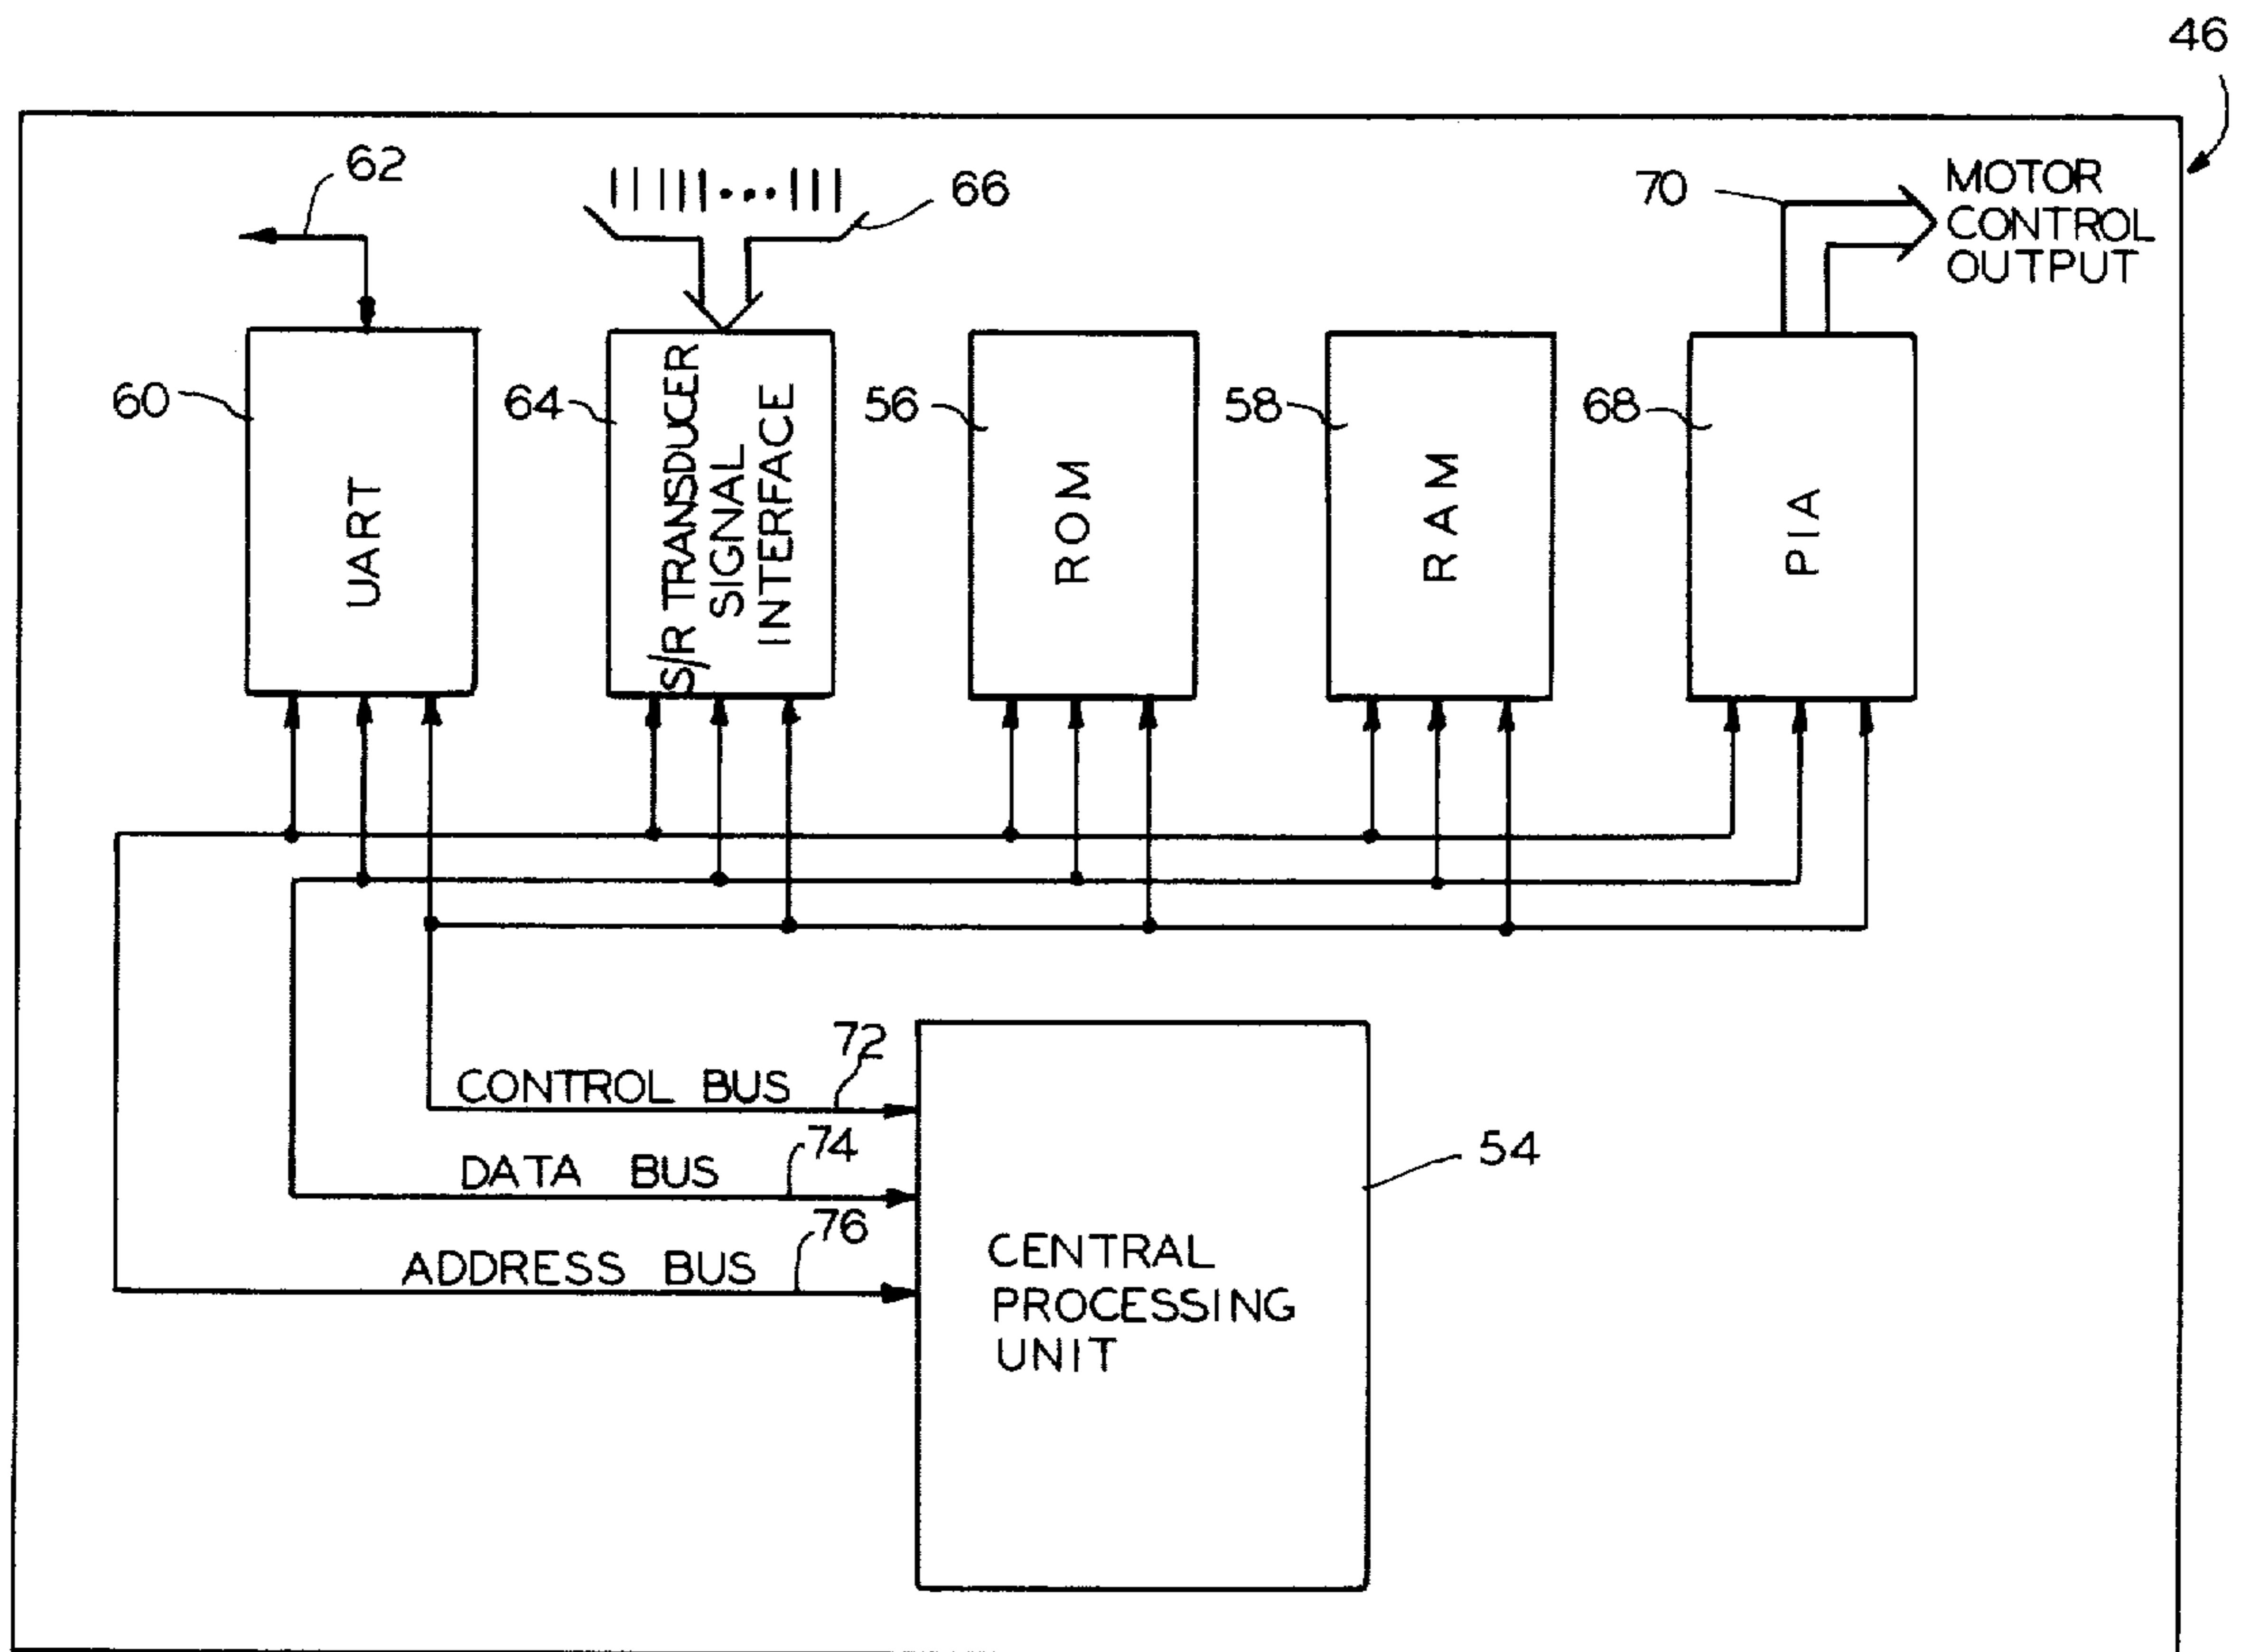 46
62
66
70
MOTOR
CONTROL
OUTPUT
60
64
56
58
68
UART
S/R TRANSDUCER
SIGNAL
INTERFACE
ROM
RAM
PIA
72
CONTROL BUS
74
DATA BUS
76
ADDRESS BUS
54
CENTRAL
PROCESSING
UNIT